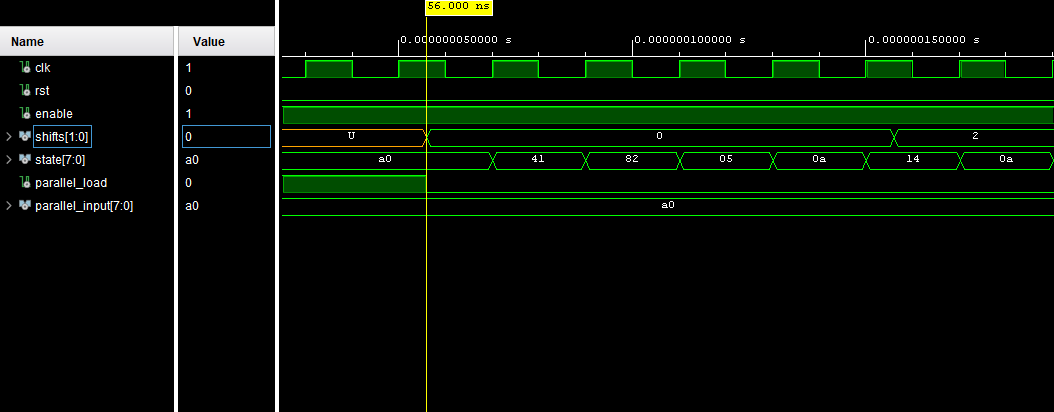 56.000 ns
Name Value
0.000000050000 s 0.000000100000 s 0.000000150000 s
clk 1
rst 0
enable 1
shifts[1:0] 0 U 0 2
state[7:0] a0 a0 41 82 05 0a 14 0a
parallel_load 0
parallel_input[7:0] a0 a0